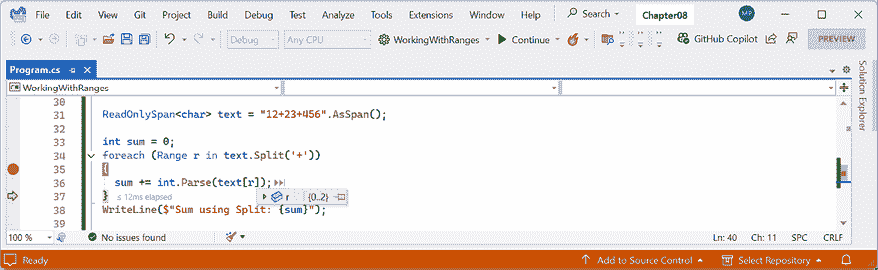 File Edit View Git Project Build Debug Test Analyze Tools Extensions Window Help Search Chapter08 MP
Debug Any CPU WorkingWithRanges Continue GitHub Copilot PREVIEW
Program.cs
WorkingWithRanges
Solution Explorer
30
31 ReadOnlySpan<char> text = "12+23+456".AsSpan();
32
33 int sum = 0;
34 foreach (Range r in text.Split('+'))
35 {
36 sum += int.Parse(text[r]);
37 } ≤ 12ms elapsed r {0..2}
38 WriteLine($"Sum using Split: {sum}");
39
100 % No issues found Ln: 40 Ch: 11 SPC CRLF
Ready Add to Source Control Select Repository